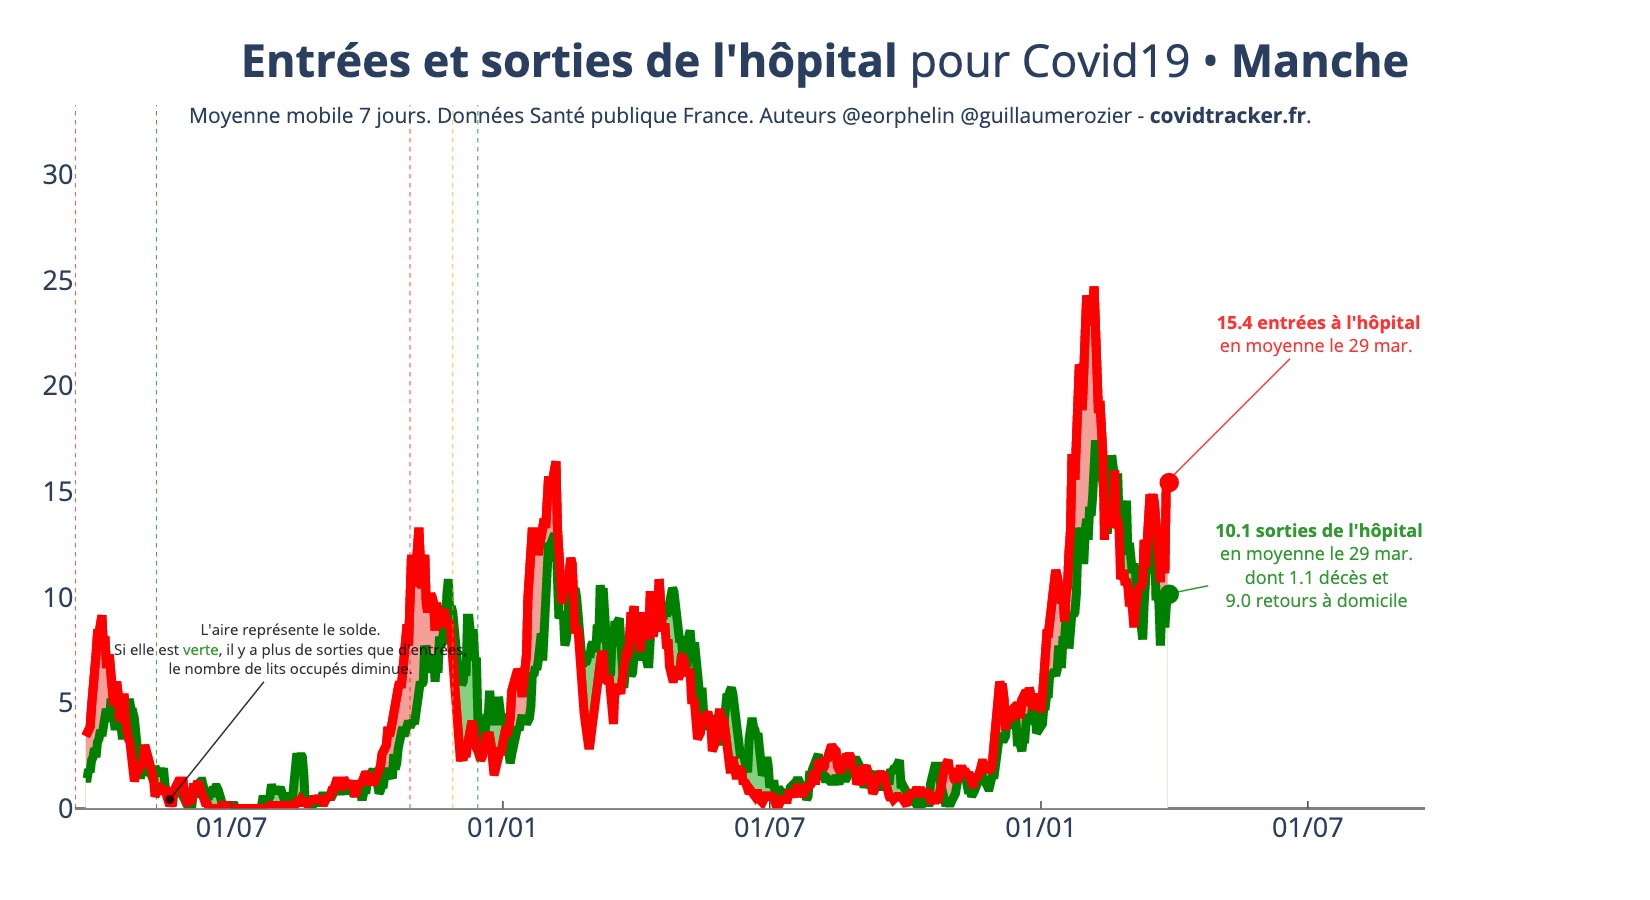 Entrées et sorties de l'hôpital pour Covid19 • Manche
Moyenne mobile 7 jours. Données Santé publique France. Auteurs @eorphelin @guillaumerozier - covidtracker.fr.
30
25
20
15
10
5
0
15.4 entrées à l'hôpital
en moyenne le 29 mar.
10.1 sorties de l'hôpital
en moyenne le 29 mar.
dont 1.1 décès et
9.0 retours à domicile
L'aire représente le solde.
Si elle est verte, il y a plus de sorties que d'entrées,
le nombre de lits occupés diminue.
01/07
01/01
01/07
01/01
01/07